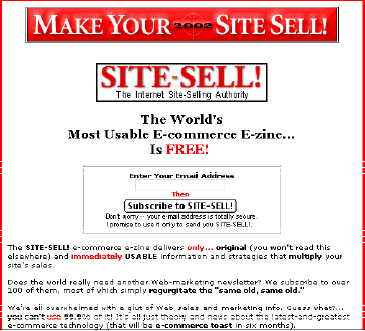 MAKE YOUR 2002 SITE SELL!
SITE-SELL!
The Internet Site-Selling Authority
The World's
Most Usable E-commerce E-zine...
Is FREE!
Enter Your Email Address
Then
Subscribe to SITE-SELL!
Don't worry -- your e-mail address is totally secure.
I promise to use it only to send you SITE-SELL!.
The SITE-SELL! e-commerce e-zine delivers only... original (you won't read this
elsewhere) and immediately USABLE information and strategies that multiply your
site's sales.
Does the world really need another Web-marketing newsletter? We subscribe to over
100 of them, most of which simply regurgitate the "same old, same old."
We're all overwhelmed with a glut of Web sales and marketing info. Guess what?...
you can't use 99.9% of it! It's all just theory and news about the latest-and-greatest
e-commerce technology (that will be e-commerce toast in six months).